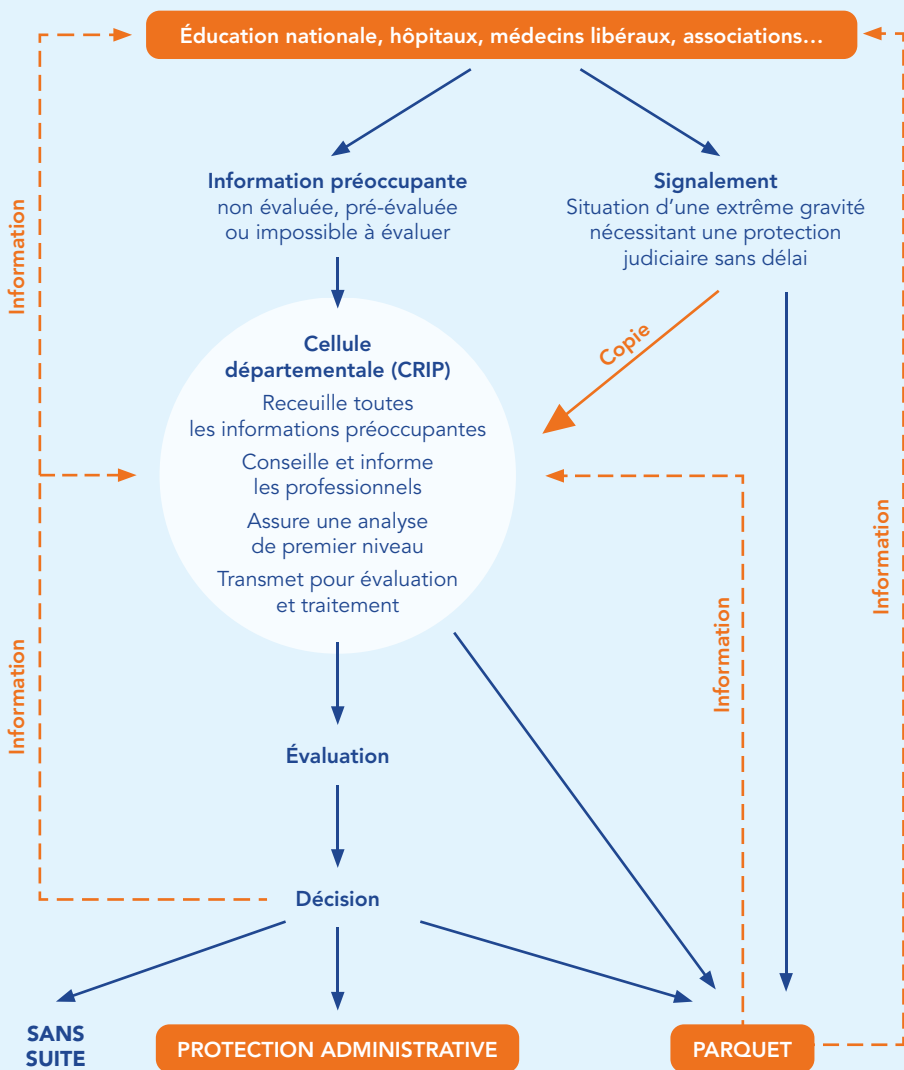 Éducation nationale, hôpitaux, médecins libéraux, associations…
Information préoccupante
non évaluée, pré-évaluée
ou impossible à évaluer
Signalement
Situation d’une extrême gravité
nécessitant une protection
judiciaire sans délai
Information
Copie
Cellule
départementale (CRIP)
Receuille toutes
les informations préoccupantes
Conseille et informe
les professionnels
Assure une analyse
de premier niveau
Transmet pour évaluation
et traitement
Information
Information
Information
Évaluation
Décision
SANS
SUITE
PROTECTION ADMINISTRATIVE
PARQUET